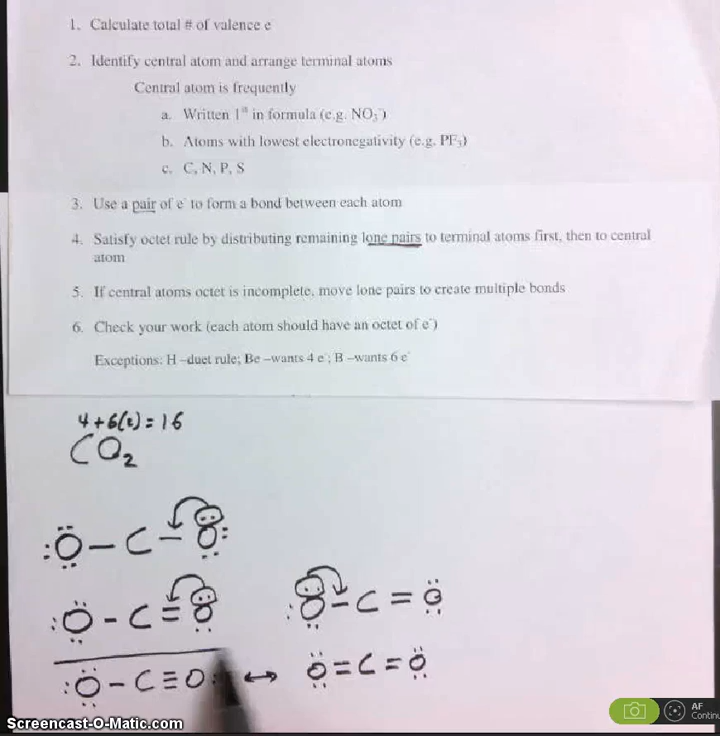 1. Calculate total # of valence e
2. Identify central atom and arrange terminal atoms
Central atom is frequently
a. Written 1st in formula (e.g. NO₃⁻)
b. Atoms with lowest electronegativity (e.g. PF₃)
c. C, N, P, S
3. Use a pair of e⁻ to form a bond between each atom
4. Satisfy octet rule by distributing remaining lone pairs to terminal atoms first, then to central
atom
5. If central atoms octet is incomplete, move lone pairs to create multiple bonds
6. Check your work (each atom should have an octet of e⁻)
Exceptions: H –duet rule; Be –wants 4 e⁻; B –wants 6 e⁻
4+6(2)=16
CO₂
:O–C–O:
:O–C=O :O–C=O
:O–C≡O: ↔ O=C=O
Screencast-O-Matic.com
AF
Continu